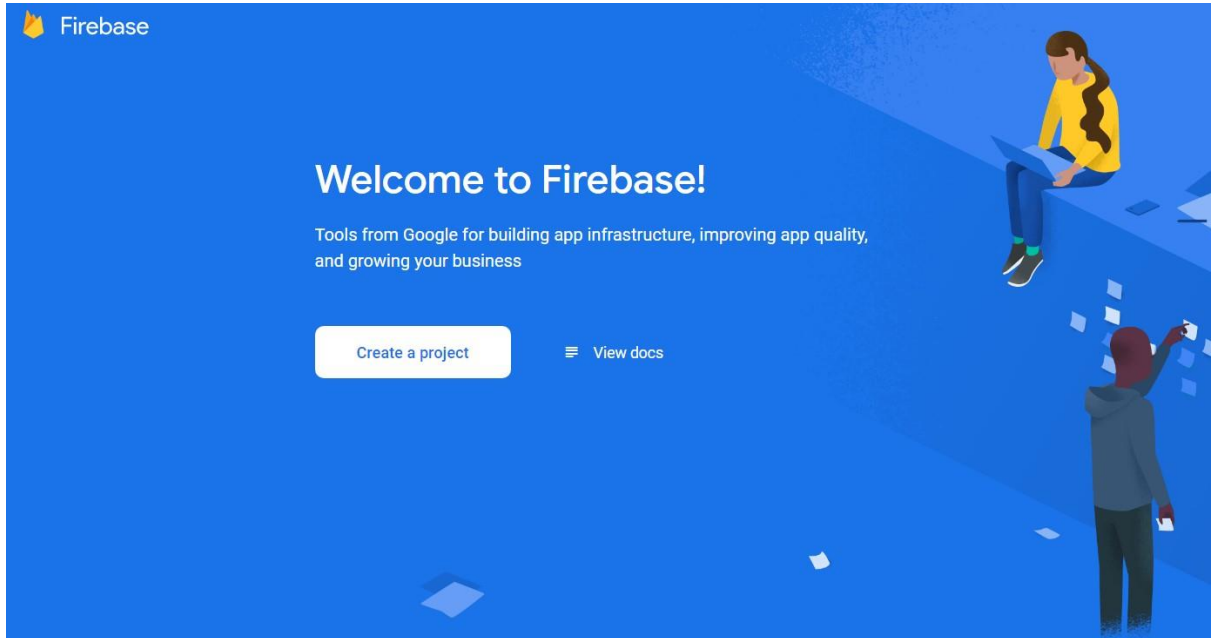 Firebase
Welcome to Firebase!
Tools from Google for building app infrastructure, improving app quality,
and growing your business
Create a project
View docs